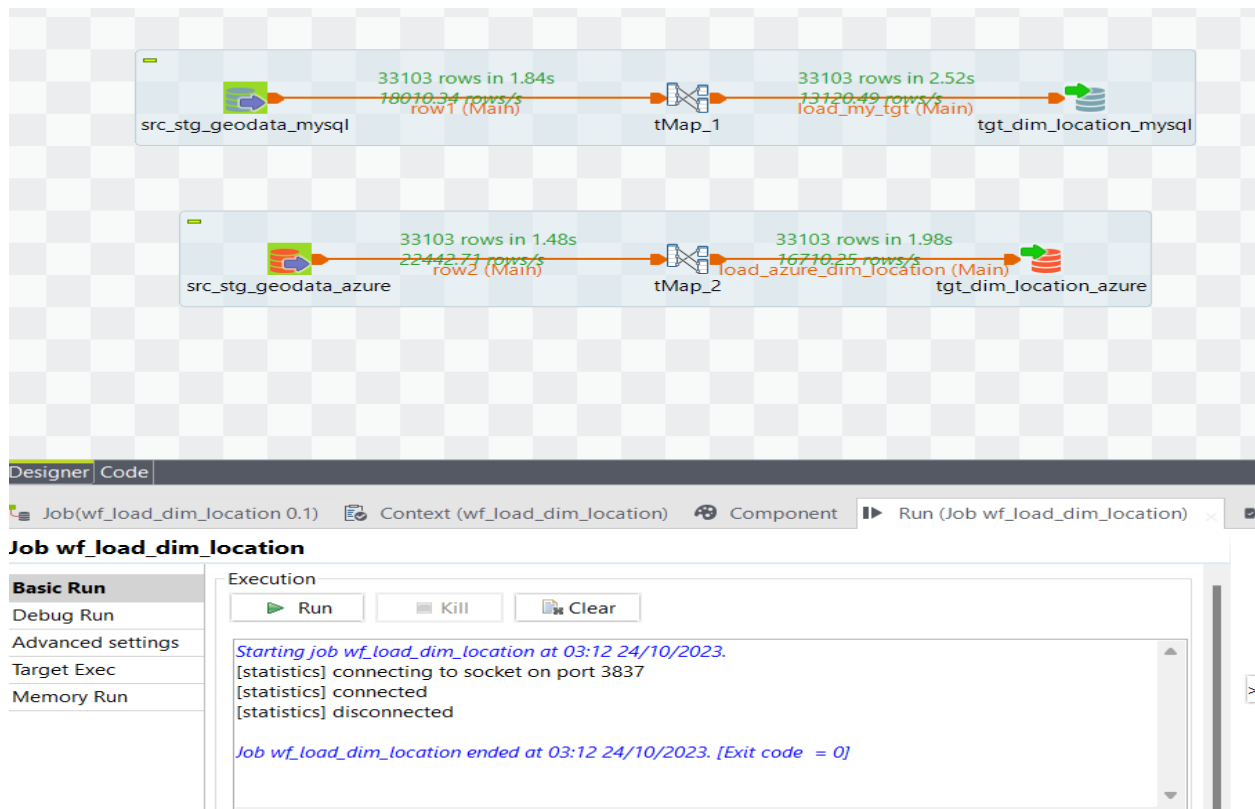 33103 rows in 1.84s
18010.34 rows/s
row1 (Main)
33103 rows in 2.52s
13120.49 rows/s
load_my_tgt (Main)
src_stg_geodata_mysql
tMap_1
tgt_dim_location_mysql
33103 rows in 1.48s
22442.71 rows/s
row2 (Main)
33103 rows in 1.98s
16710.25 rows/s
load_azure_dim_location (Main)
src_stg_geodata_azure
tMap_2
tgt_dim_location_azure
Designer Code
Job(wf_load_dim_location 0.1) Context (wf_load_dim_location) Component Run (Job wf_load_dim_location)
Job wf_load_dim_location
Basic Run
Debug Run
Advanced settings
Target Exec
Memory Run
Execution
Run Kill Clear
Starting job wf_load_dim_location at 03:12 24/10/2023.
[statistics] connecting to socket on port 3837
[statistics] connected
[statistics] disconnected
Job wf_load_dim_location ended at 03:12 24/10/2023. [Exit code  = 0]